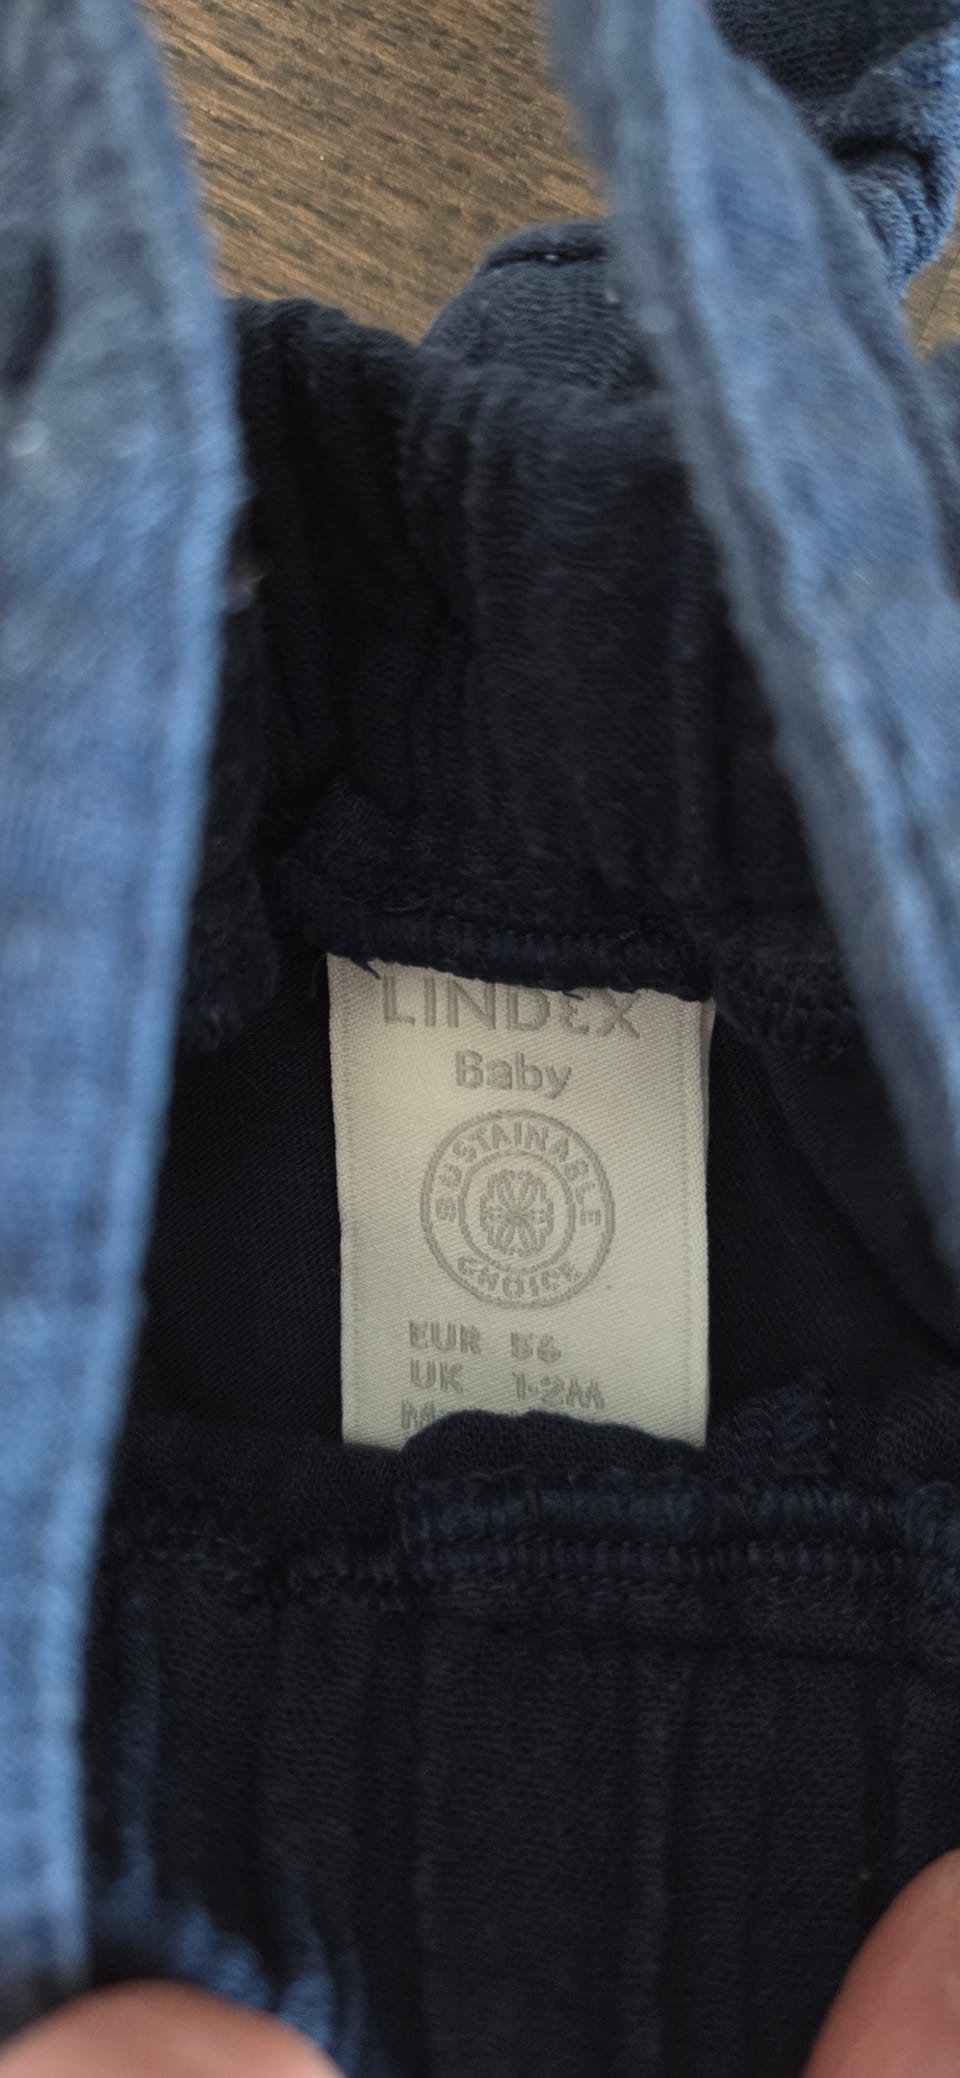 LINDEX
Baby
SUSTAINABLE
CHOICE
EUR 56
UK 1-2M